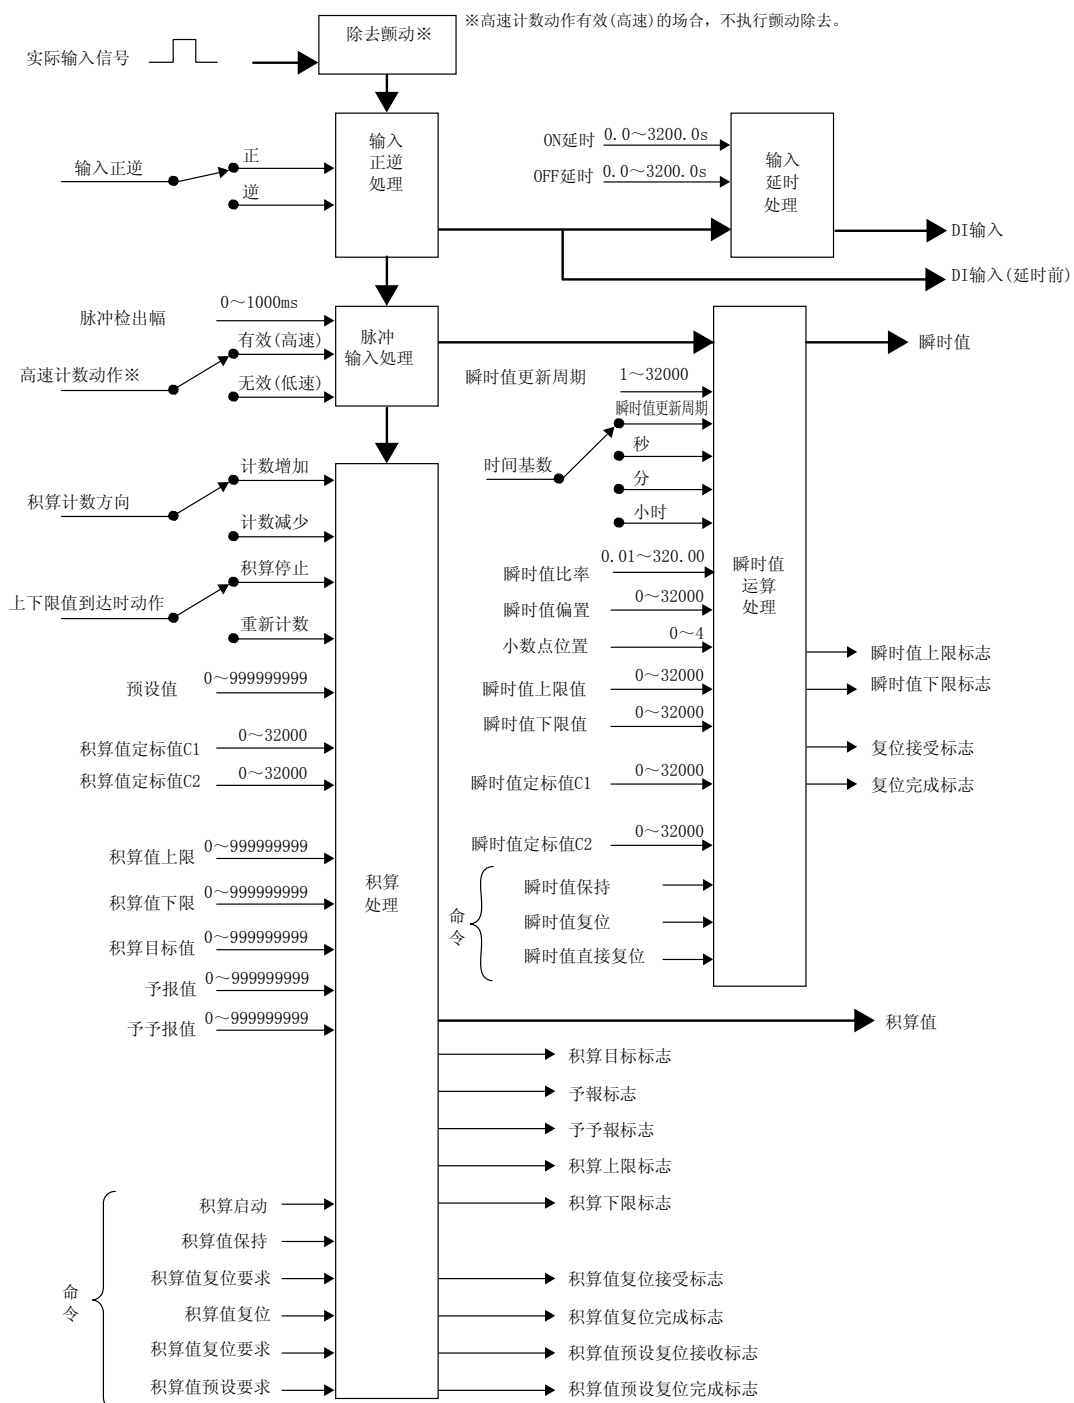 ※高速计数动作有效(高速)的场合，不执行颤动除去。
除去颤动※
实际输入信号
输入
正逆
处理
输入正逆
正
逆
ON延时 0.0～3200.0s
OFF延时 0.0～3200.0s
输入
延时
处理
DI输入
DI输入(延时前)
脉冲检出幅
0～1000ms
高速计数动作※
有效(高速)
无效(低速)
脉冲
输入处理
瞬时值
瞬时值更新周期
1～32000
时间基数
瞬时值更新周期
秒
分
小时
瞬时值比率
0.01～320.00
瞬时值偏置
0～32000
小数点位置
0～4
瞬时值上限值
0～32000
瞬时值下限值
0～32000
瞬时值定标值C1
0～32000
瞬时值定标值C2
0～32000
命
令
瞬时值保持
瞬时值复位
瞬时值直接复位
瞬时值
运算
处理
瞬时值上限标志
瞬时值下限标志
复位接受标志
复位完成标志
积算计数方向
计数增加
计数减少
上下限值到达时动作
积算停止
重新计数
预设值
0～999999999
积算值定标值C1
0～32000
积算值定标值C2
0～32000
积算值上限
0～999999999
积算值下限
0～999999999
积算目标值
0～999999999
予报值
0～999999999
予予报值
0～999999999
积算
处理
积算值
积算目标标志
予報标志
予予報标志
积算上限标志
积算下限标志
命
令
积算启动
积算值保持
积算值复位要求
积算值复位
积算值复位要求
积算值预设要求
积算值复位接受标志
积算值复位完成标志
积算值预设复位接收标志
积算值预设复位完成标志